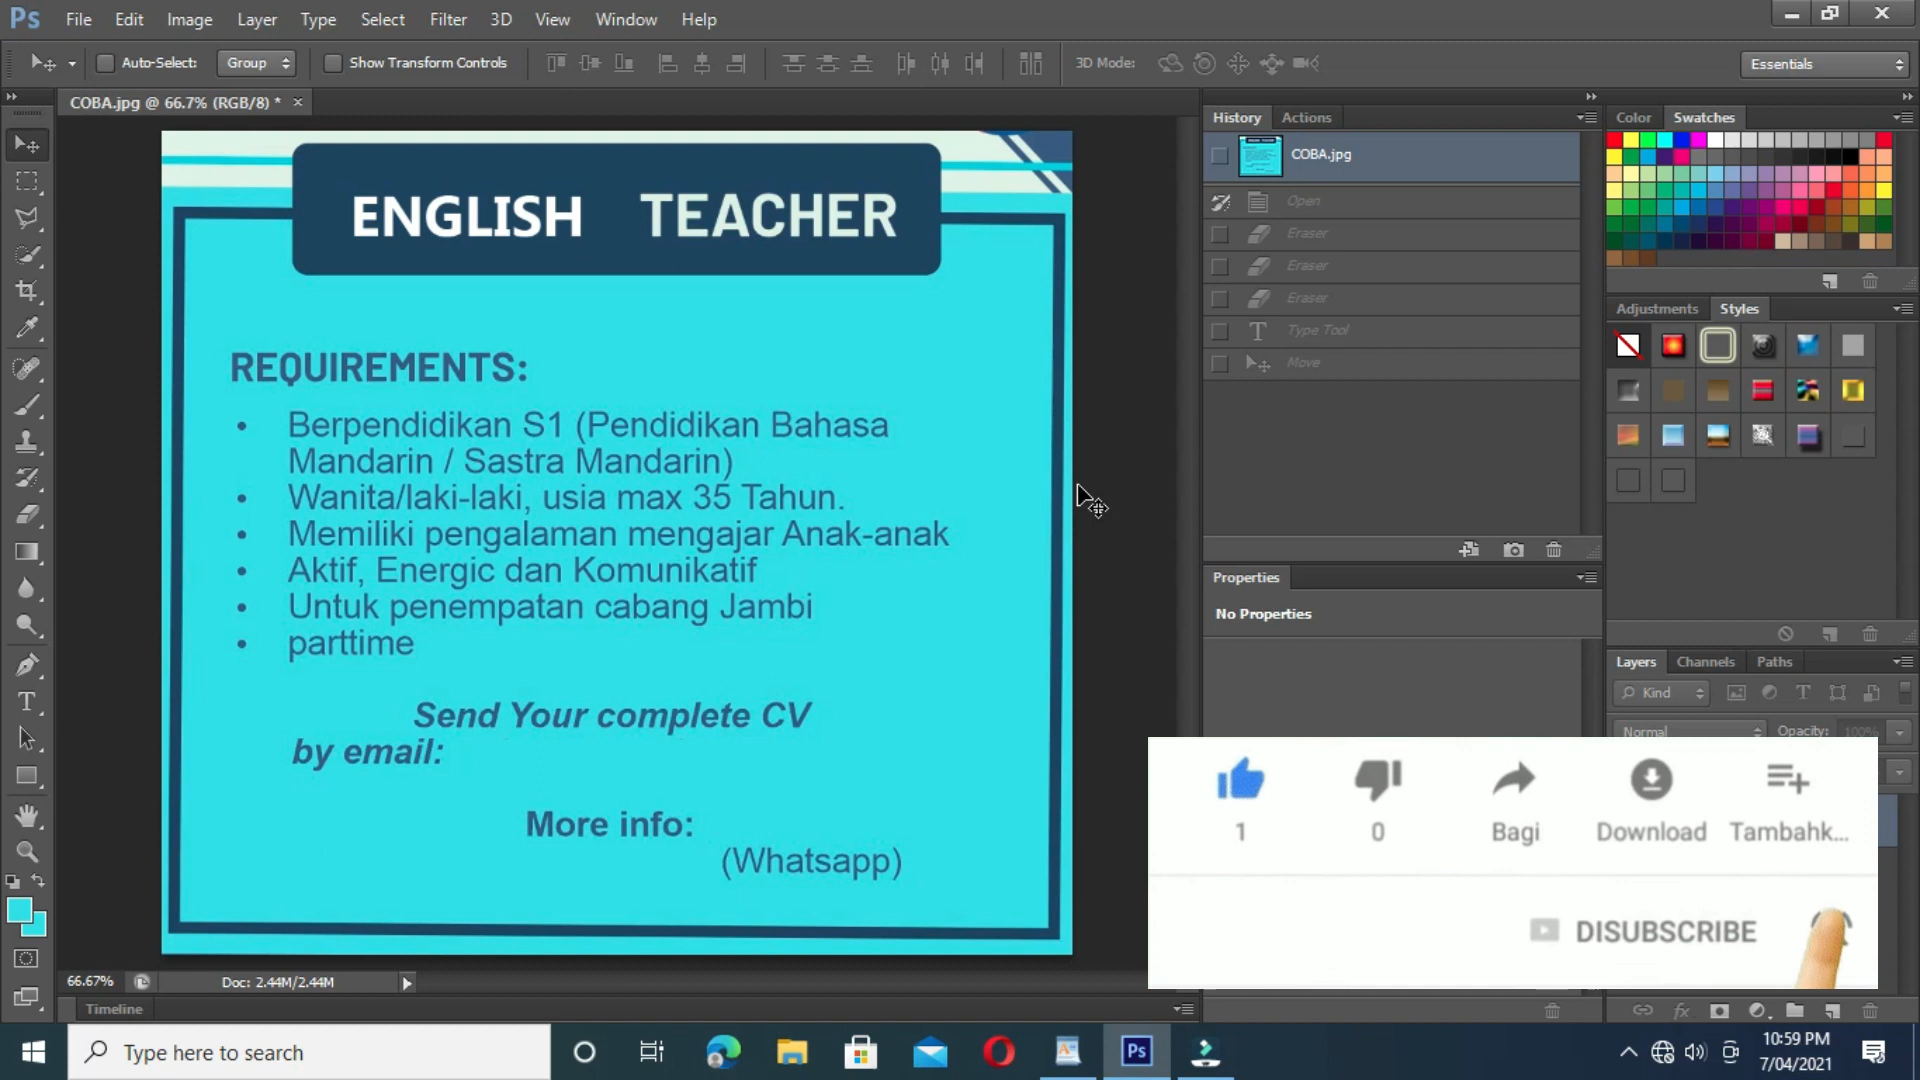 Ps File Edit Image Layer Type Select Filter 3D View Window Help
Auto-Select: Group Show Transform Controls 3D Mode: Essentials
COBA.jpg @ 66.7% (RGB/8) * ×
ENGLISH TEACHER
REQUIREMENTS:
• Berpendidikan S1 (Pendidikan Bahasa
Mandarin / Sastra Mandarin)
• Wanita/laki-laki, usia max 35 Tahun.
• Memiliki pengalaman mengajar Anak-anak
• Aktif, Energic dan Komunikatif
• Untuk penempatan cabang Jambi
• parttime
Send Your complete CV
by email:
More info:
(Whatsapp)
66.67% Doc: 2.44M/2.44M
Timeline
History Actions
COBA.jpg
Open
Eraser
Eraser
Eraser
Type Tool
Move
Properties
No Properties
Color Swatches
Adjustments Styles
Layers Channels Paths
Kind
Normal Opacity: 100%
1 0 Bagi Download Tambahk...
DISUBSCRIBE
Type here to search
Ps
10:59 PM
7/04/2021